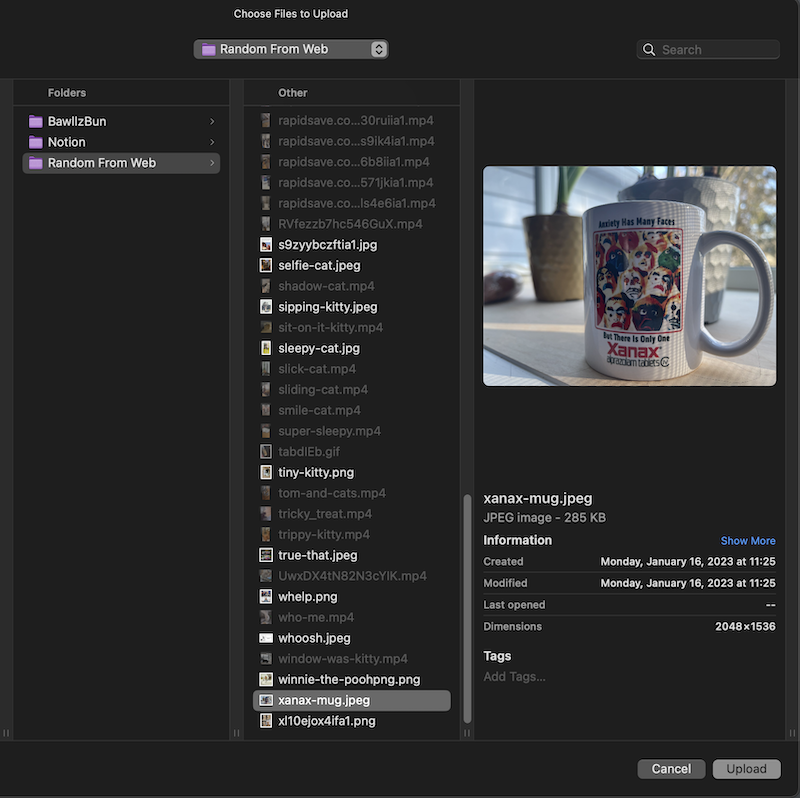 Choose Files to Upload
Random From Web
Search
Folders
BawllzBun
Notion
Random From Web
Other
rapidsave.co...30ruiia1.mp4
rapidsave.co...s9ik4ia1.mp4
rapidsave.co...6b8iia1.mp4
rapidsave.co...571jkia1.mp4
rapidsave.co...ls4e6ia1.mp4
RVfezzb7hc546GuX.mp4
s9zyybczftia1.jpg
selfie-cat.jpeg
shadow-cat.mp4
sipping-kitty.jpeg
sit-on-it-kitty.mp4
sleepy-cat.jpg
slick-cat.mp4
sliding-cat.mp4
smile-cat.mp4
super-sleepy.mp4
tabdlEb.gif
tiny-kitty.png
tom-and-cats.mp4
tricky_treat.mp4
trippy-kitty.mp4
true-that.jpeg
UwxDX4tN82N3cYIK.mp4
whelp.png
who-me.mp4
whoosh.jpeg
window-was-kitty.mp4
winnie-the-poohpng.png
xanax-mug.jpeg
xl10ejox4ifa1.png
Anxiety Has Many Faces
But There Is Only One
Xanax
alprazolam tablets CIV
xanax-mug.jpeg
JPEG image - 285 KB
Information
Show More
Created Monday, January 16, 2023 at 11:25
Modified Monday, January 16, 2023 at 11:25
Last opened --
Dimensions 2048×1536
Tags
Add Tags...
Cancel
Upload